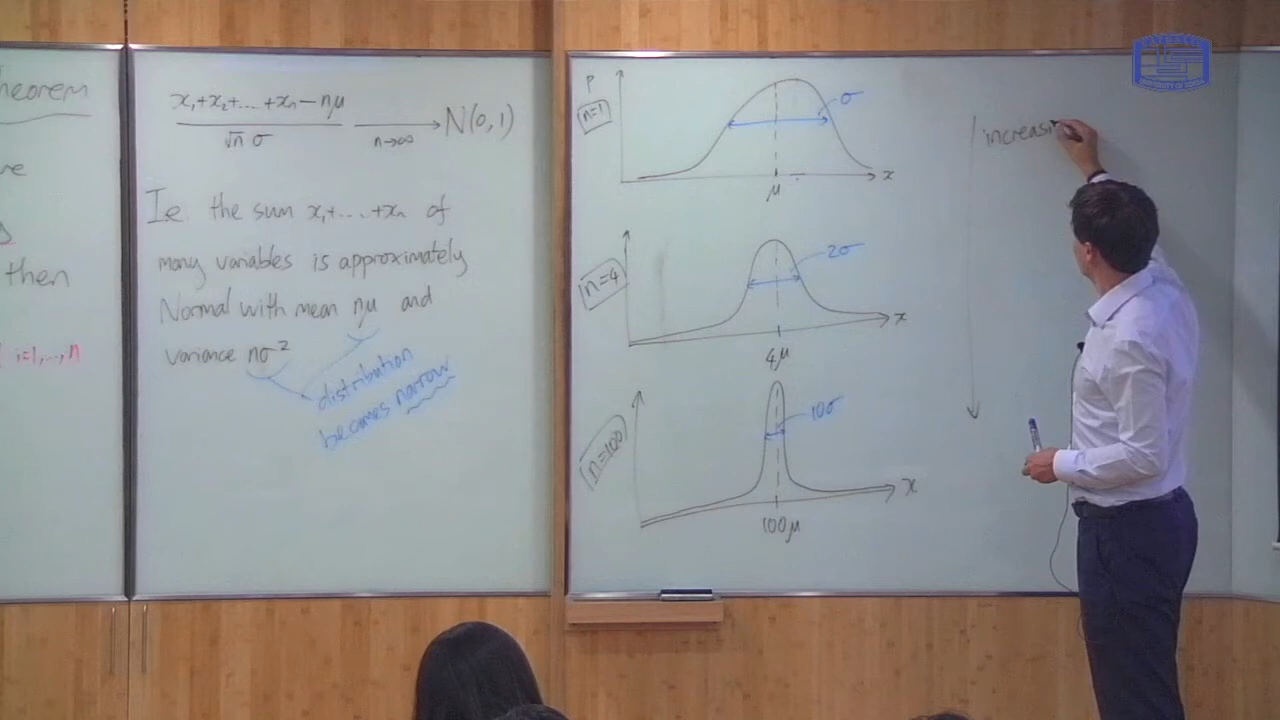 heorem
i=1,...,n
then
x₁+x₂+...+xₙ-nμ
√n σ
n→∞
N(0,1)
Ie the sum x₁+...+xₙ of
many variables is approximately
Normal with mean nμ and
variance nσ²
distribution
becomes narrow
P
n=1
σ
x
μ
n=4
2σ
x
4μ
n=100
10σ
x
100μ
increasi